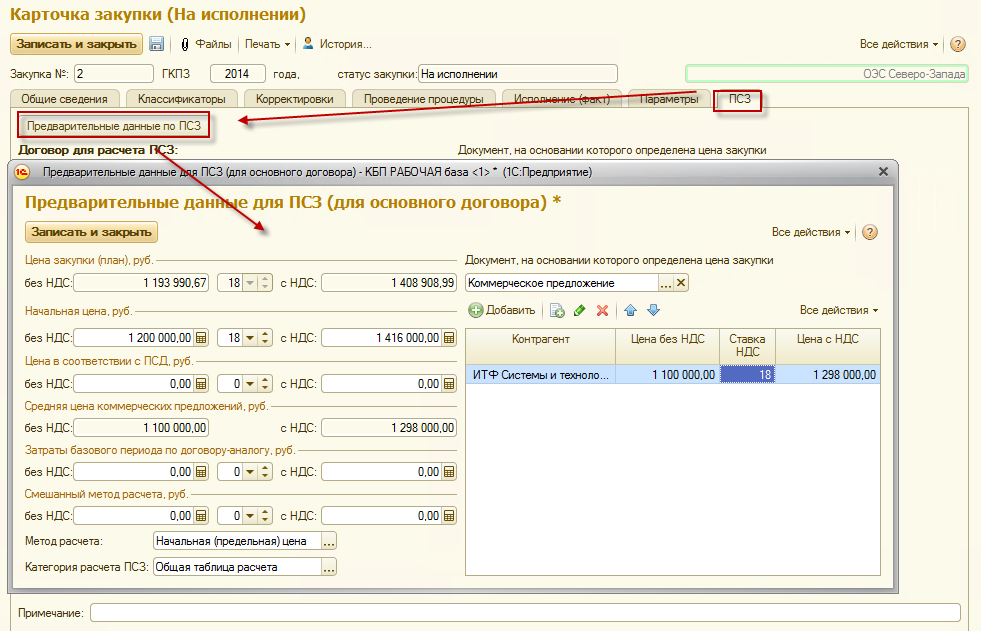 Карточка закупки (На исполнении)
Записать и закрыть Файлы Печать История... Все действия ?
Закупка №: 2 ГКПЗ 2014 года, статус закупки: На исполнении ОЭС Северо-Запада
Общие сведения Классификаторы Корректировки Проведение процедуры Исполнение (факт) Параметры ПСЗ
Предварительные данные по ПСЗ
Договор для расчета ПСЗ: Документ, на основании которого определена цена закупки
Предварительные данные для ПСЗ (для основного договора) - КБП РАБОЧАЯ база <1> * (1С:Предприятие)
Предварительные данные для ПСЗ (для основного договора) *
Записать и закрыть Все действия ?
Цена закупки (план), руб. Документ, на основании которого определена цена закупки
без НДС: 1 193 990,67 18 с НДС: 1 408 908,99 Коммерческое предложение ...
Начальная цена, руб. Добавить Все действия
без НДС: 1 200 000,00 18 с НДС: 1 416 000,00 Контрагент Цена без НДС Ставка НДС Цена с НДС
Цена в соответствии с ПСД, руб.
без НДС: 0,00 0 с НДС: 0,00 ИТФ Системы и техноло... 1 100 000,00 18 1 298 000,00
Средняя цена коммерческих предложений, руб.
без НДС: 1 100 000,00 с НДС: 1 298 000,00
Затраты базового периода по договору-аналогу, руб.
без НДС: 0,00 0 с НДС: 0,00
Смешанный метод расчета, руб.
без НДС: 0,00 0 с НДС: 0,00
Метод расчета: Начальная (предельная) цена ...
Категория расчета ПСЗ: Общая таблица расчета ...
Примечание: